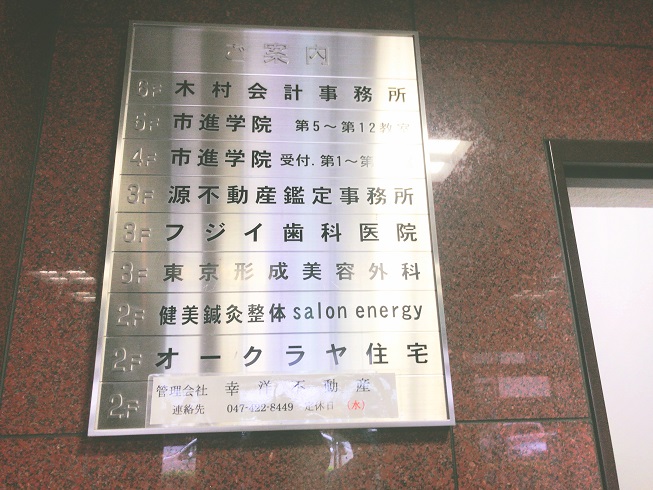 ご案内
6F 木村会計事務所
5F 市進学院 第5～第12教室
4F 市進学院 受付.第1～第
3F 源不動産鑑定事務所
3F フジイ歯科医院
3F 東京形成美容外科
2F 健美鍼灸整体salon energy
2F オークラヤ住宅
2F 管理会社 幸洋不動産
連絡先 047-422-8449 定休日 (水)